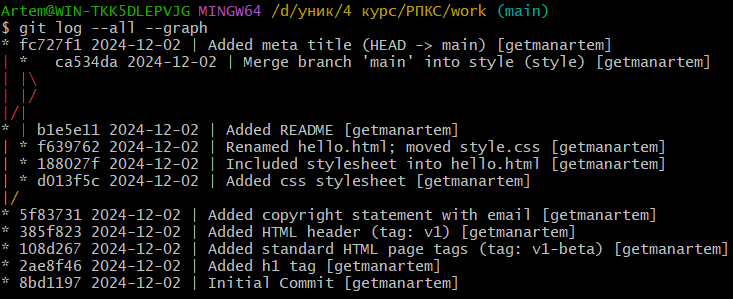 Artem@WIN-TKK5DLEPVJG MINGW64 /d/уник/4 курс/РПКС/work (main)
$ git log --all --graph
* fc727f1 2024-12-02 | Added meta title (HEAD -> main) [getmanartem]
| *   ca534da 2024-12-02 | Merge branch 'main' into style (style) [getmanartem]
| |\
| |/
|/|
* | b1e5e11 2024-12-02 | Added README [getmanartem]
| * f639762 2024-12-02 | Renamed hello.html; moved style.css [getmanartem]
| * 188027f 2024-12-02 | Included stylesheet into hello.html [getmanartem]
| * d013f5c 2024-12-02 | Added css stylesheet [getmanartem]
|/
* 5f83731 2024-12-02 | Added copyright statement with email [getmanartem]
* 385f823 2024-12-02 | Added HTML header (tag: v1) [getmanartem]
* 108d267 2024-12-02 | Added standard HTML page tags (tag: v1-beta) [getmanartem]
* 2ae8f46 2024-12-02 | Added h1 tag [getmanartem]
* 8bd1197 2024-12-02 | Initial Commit [getmanartem]